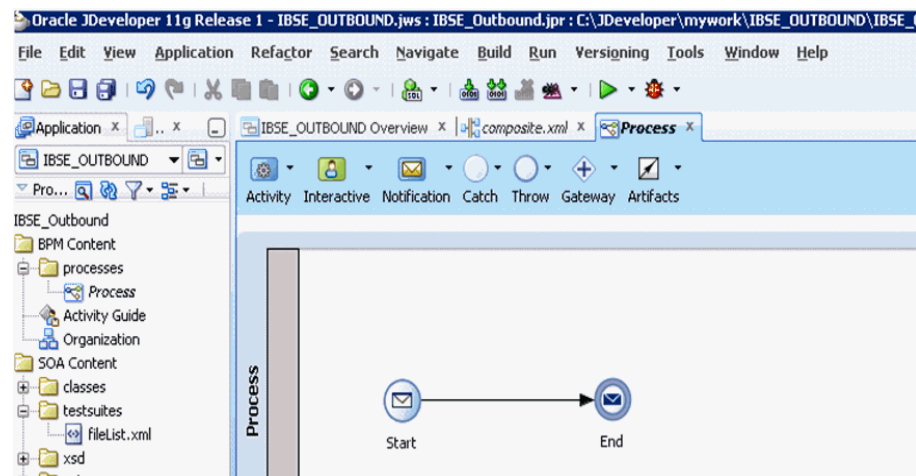 Oracle JDeveloper 11g Release 1 - IBSE_OUTBOUND.jws : IBSE_Outbound.jpr : C:\JDeveloper\mywork\IBSE_OUTBOUND\IBSE_
File Edit View Application Refactor Search Navigate Build Run Versioning Tools Window Help
Application x .. x
IBSE_OUTBOUND Overview x composite.xml x Process x
IBSE_OUTBOUND
Pro...
Activity Interactive Notification Catch Throw Gateway Artifacts
IBSE_Outbound
BPM Content
processes
Process
Activity Guide
Organization
SOA Content
classes
testsuites
fileList.xml
xsd
Process
Start
End